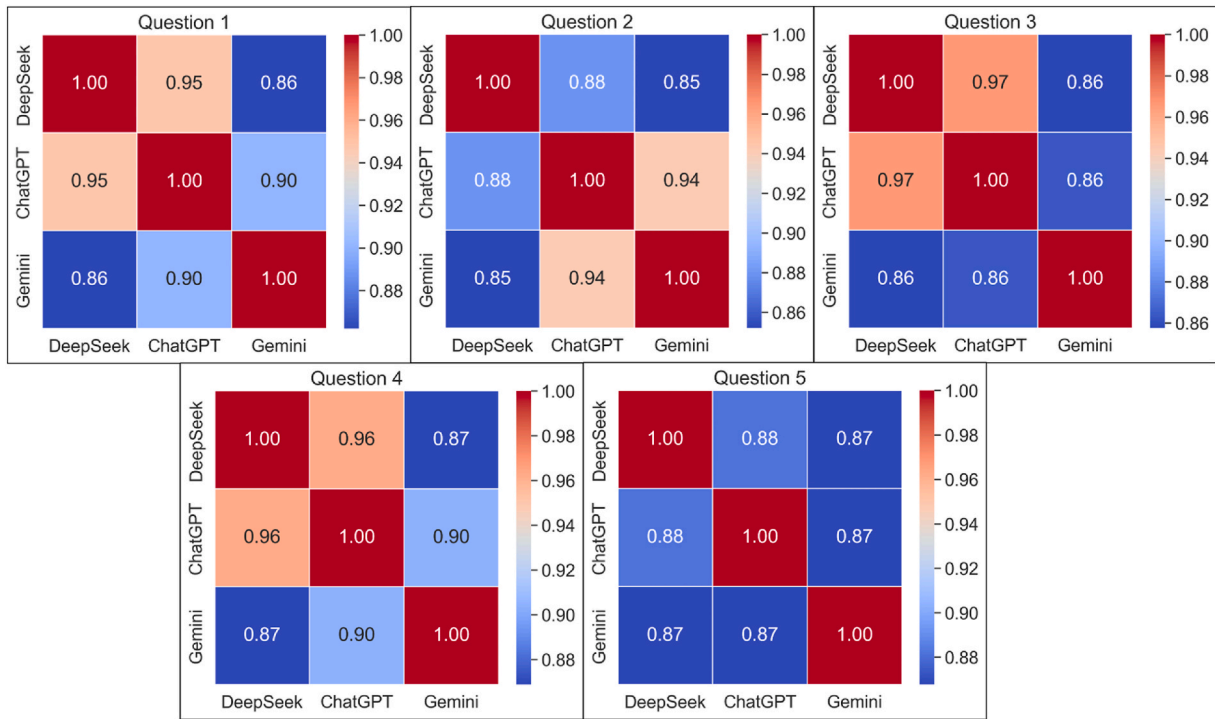 Question 1
DeepSeek 1.00 0.95 0.86
ChatGPT 0.95 1.00 0.90
Gemini 0.86 0.90 1.00
DeepSeek ChatGPT Gemini
1.00
0.98
0.96
0.94
0.92
0.90
0.88
Question 2
DeepSeek 1.00 0.88 0.85
ChatGPT 0.88 1.00 0.94
Gemini 0.85 0.94 1.00
DeepSeek ChatGPT Gemini
1.00
0.98
0.96
0.94
0.92
0.90
0.88
0.86
Question 3
DeepSeek 1.00 0.97 0.86
ChatGPT 0.97 1.00 0.86
Gemini 0.86 0.86 1.00
DeepSeek ChatGPT Gemini
1.00
0.98
0.96
0.94
0.92
0.90
0.88
0.86
Question 4
DeepSeek 1.00 0.96 0.87
ChatGPT 0.96 1.00 0.90
Gemini 0.87 0.90 1.00
DeepSeek ChatGPT Gemini
1.00
0.98
0.96
0.94
0.92
0.90
0.88
Question 5
DeepSeek 1.00 0.88 0.87
ChatGPT 0.88 1.00 0.87
Gemini 0.87 0.87 1.00
DeepSeek ChatGPT Gemini
1.00
0.98
0.96
0.94
0.92
0.90
0.88